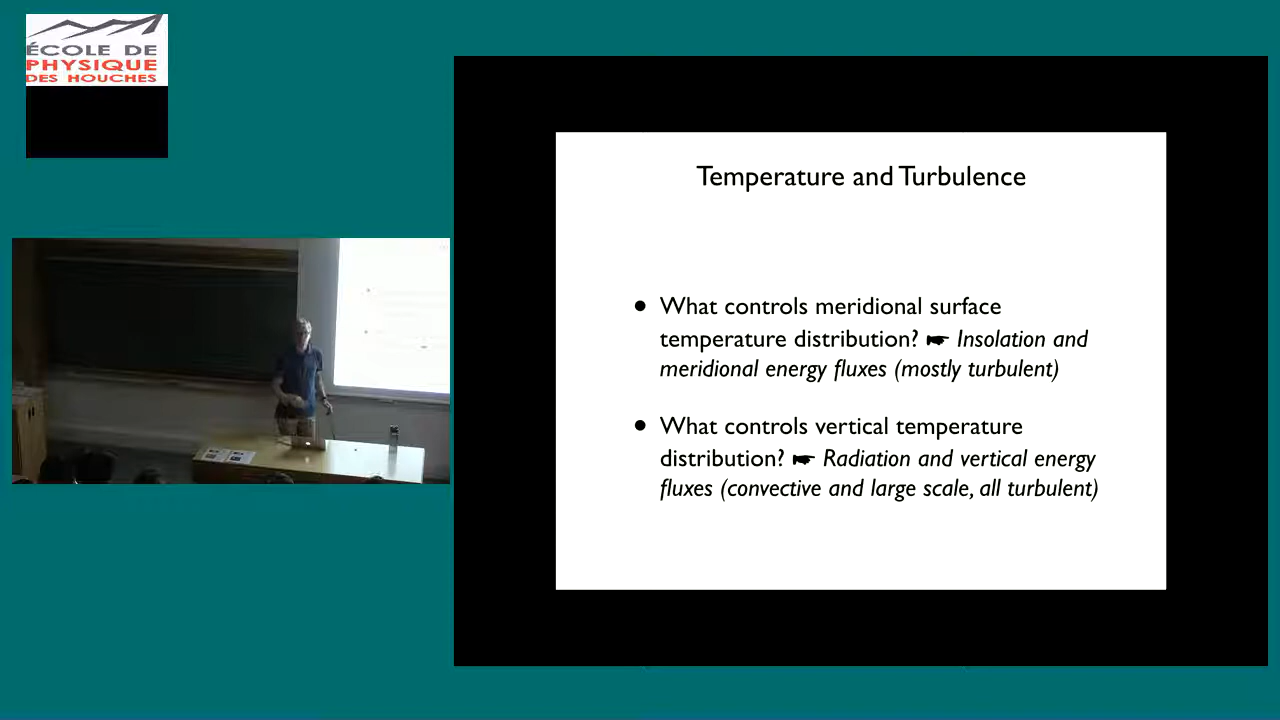 ÉCOLE DE
PHYSIQUE
DES HOUCHES
Temperature and Turbulence
• What controls meridional surface
temperature distribution? ☛ Insolation and
meridional energy fluxes (mostly turbulent)
• What controls vertical temperature
distribution? ☛ Radiation and vertical energy
fluxes (convective and large scale, all turbulent)